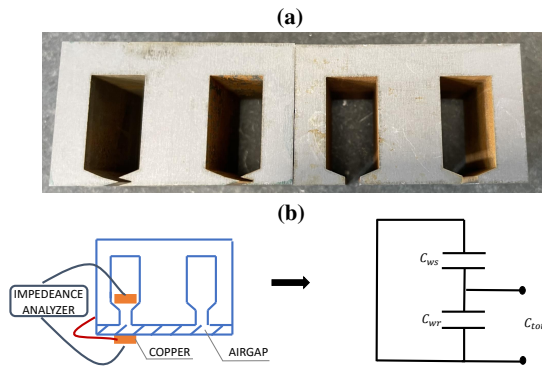 (a)
(b)
IMPEDEANCE
ANALYZER
COPPER
AIRGAP
C_ws
C_wr